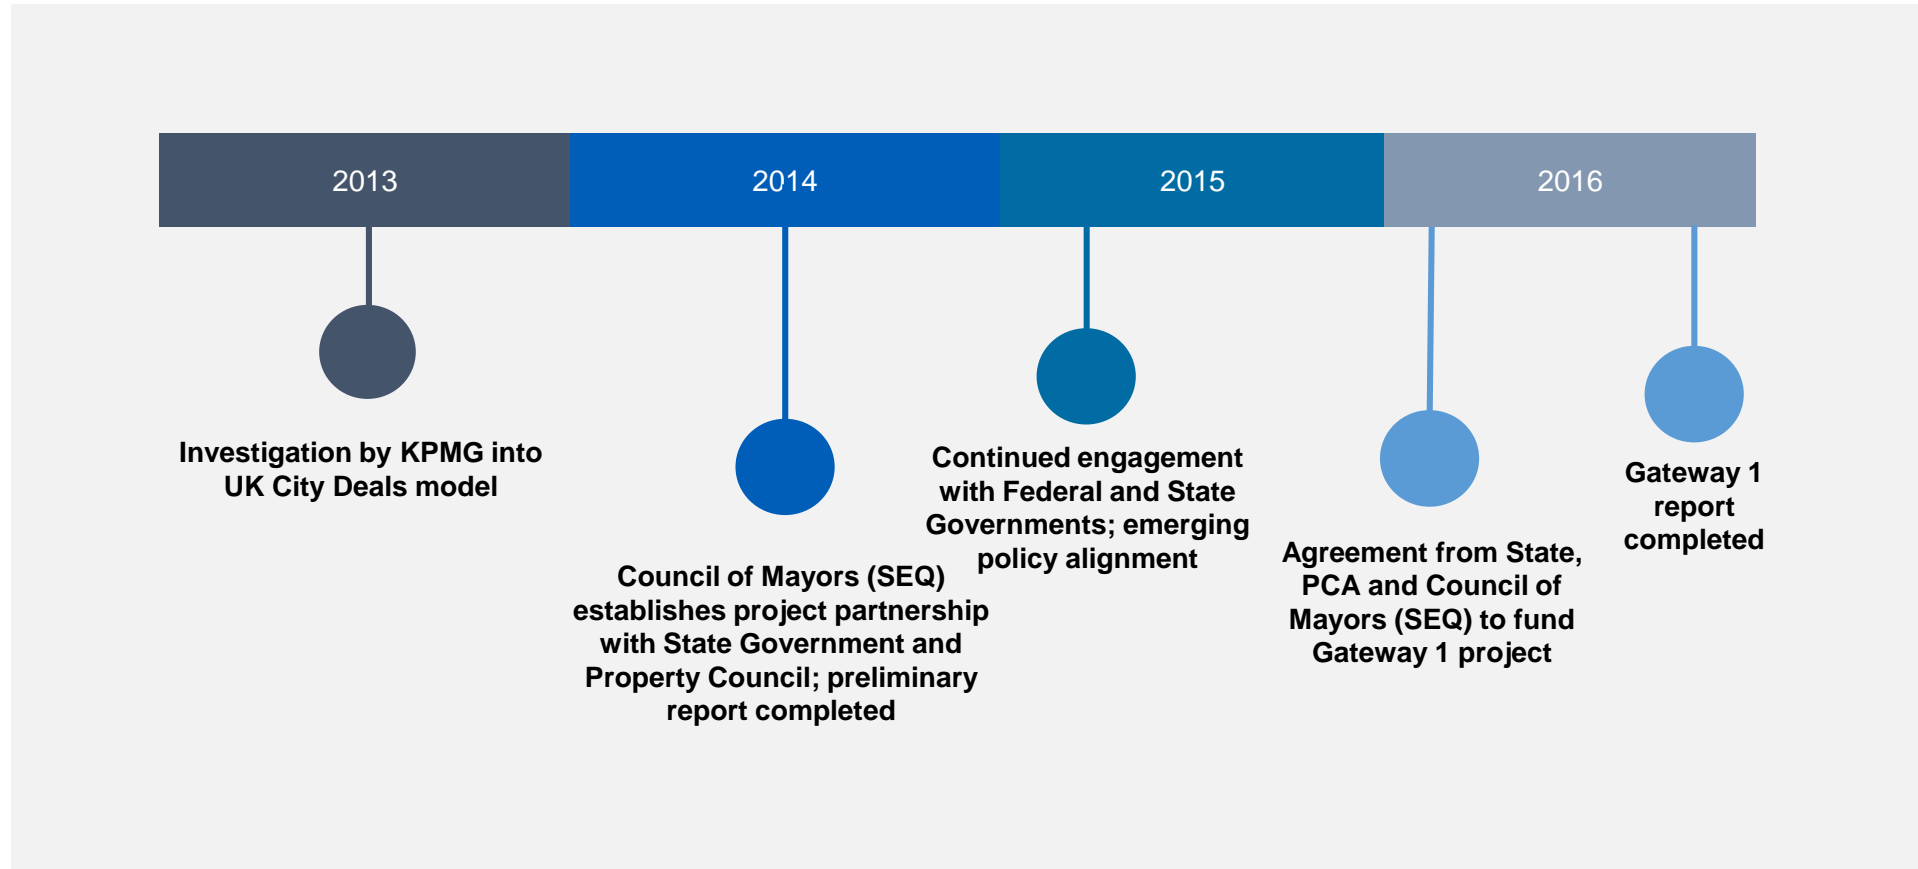 2013
2014
2015
2016
Investigation by KPMG into
UK City Deals model
Council of Mayors (SEQ)
establishes project partnership
with State Government and
Property Council; preliminary
report completed
Continued engagement
with Federal and State
Governments; emerging
policy alignment
Agreement from State,
PCA and Council of
Mayors (SEQ) to fund
Gateway 1 project
Gateway 1
report
completed